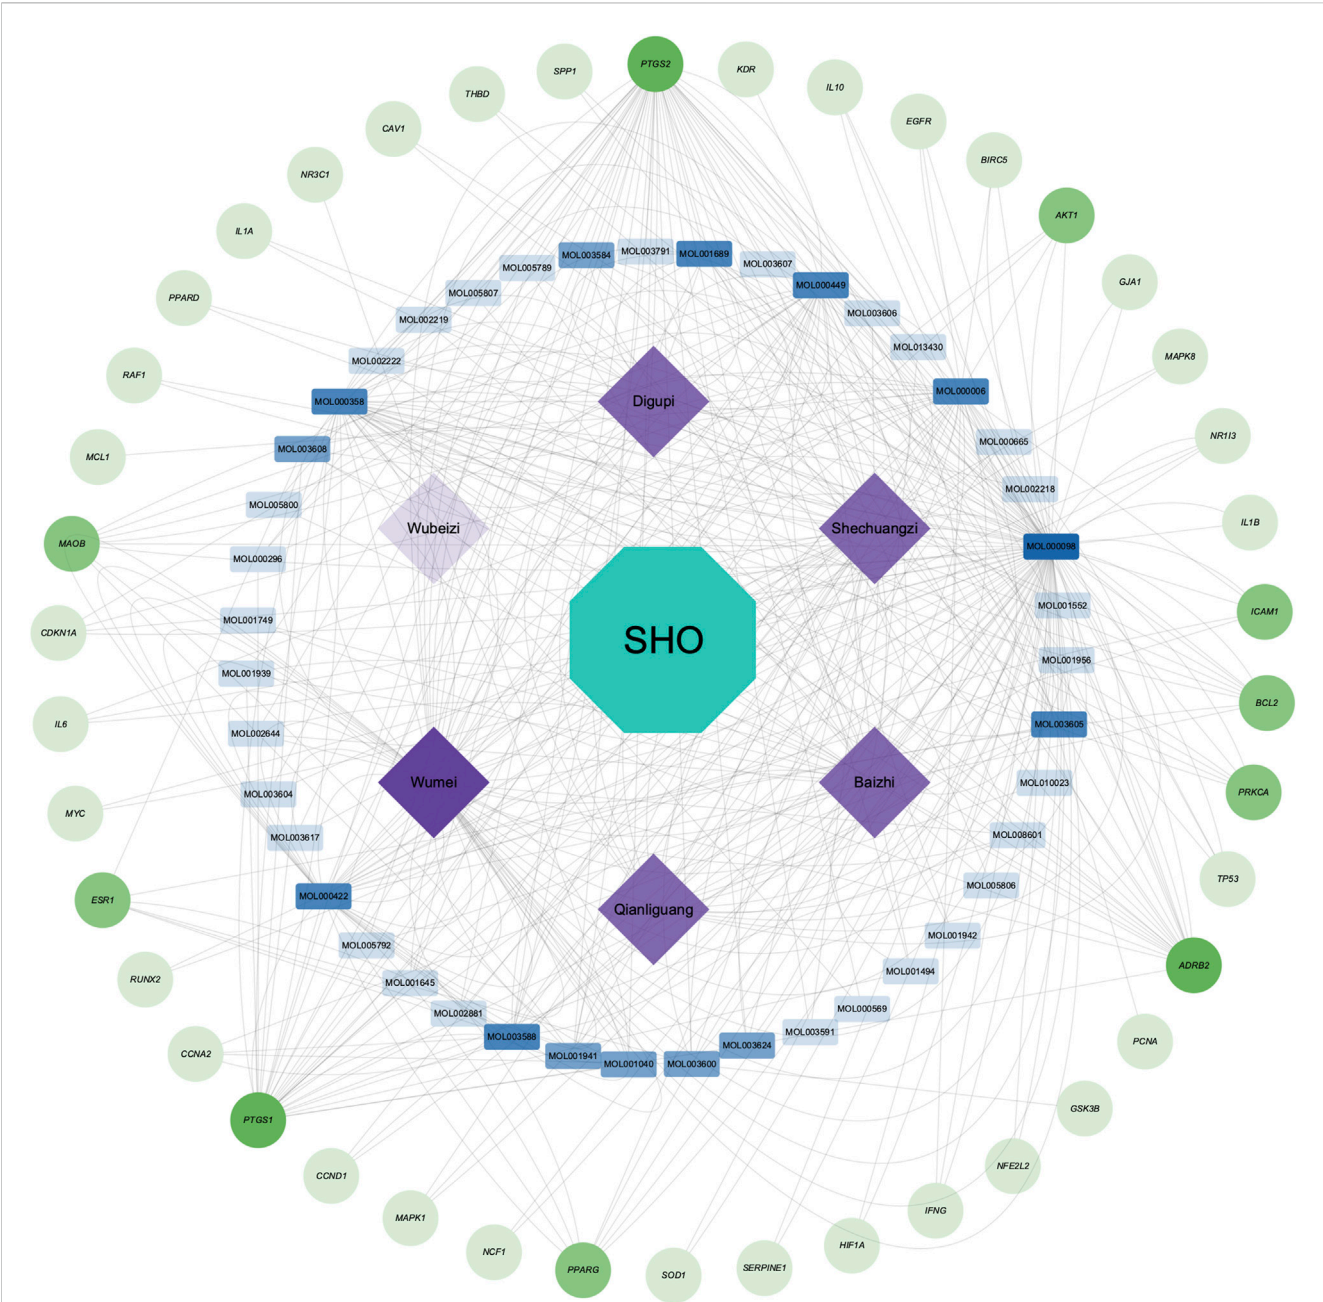 PTGS2
SPP1
KDR
THBD
IL10
CAV1
EGFR
BIRC5
NR3C1
AKT1
IL1A
GJA1
PPARD
MAPK8
RAF1
NR1I3
MCL1
IL1B
MAOB
ICAM1
CDKN1A
BCL2
IL6
PRKCA
MYC
TP53
ESR1
ADRB2
RUNX2
PCNA
CCNA2
GSK3B
PTGS1
NFE2L2
CCND1
IFNG
MAPK1
HIF1A
NCF1
SERPINE1
PPARG
SOD1
MOL003791
MOL003584
MOL001689
MOL005789
MOL003607
MOL005807
MOL000449
MOL002219
MOL003606
MOL002222
MOL013430
MOL000358
MOL000006
MOL003608
MOL000665
MOL005800
MOL002218
MOL000296
MOL000098
MOL001749
MOL001552
MOL001939
MOL001956
MOL002644
MOL003605
MOL003604
MOL010023
MOL003617
MOL008601
MOL000422
MOL005806
MOL005792
MOL001942
MOL001645
MOL001494
MOL002881
MOL000569
MOL003588
MOL003591
MOL001941
MOL003624
MOL001040
MOL003600
Digupi
Wubeizi
Shechuangzi
SHO
Wumei
Baizhi
Qianliguang